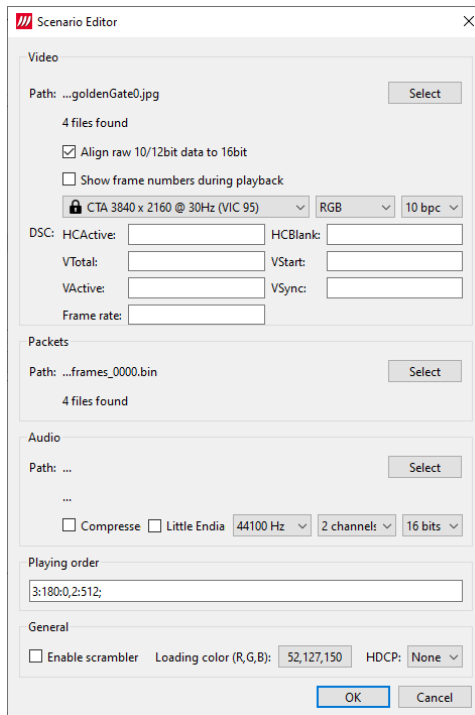 Scenario Editor
Video
Path: ...goldenGate0.jpg Select
4 files found
Align raw 10/12bit data to 16bit
Show frame numbers during playback
CTA 3840 x 2160 @ 30Hz (VIC 95) RGB 10 bpc
DSC: HCActive: HCBlank:
VTotal: VStart:
VActive: VSync:
Frame rate:
Packets
Path: ...frames_0000.bin Select
4 files found
Audio
Path: ... Select
...
Compresse Little Endia 44100 Hz 2 channels 16 bits
Playing order
3:180:0,2:512;
General
Enable scrambler Loading color (R,G,B): 52,127,150 HDCP: None
OK Cancel